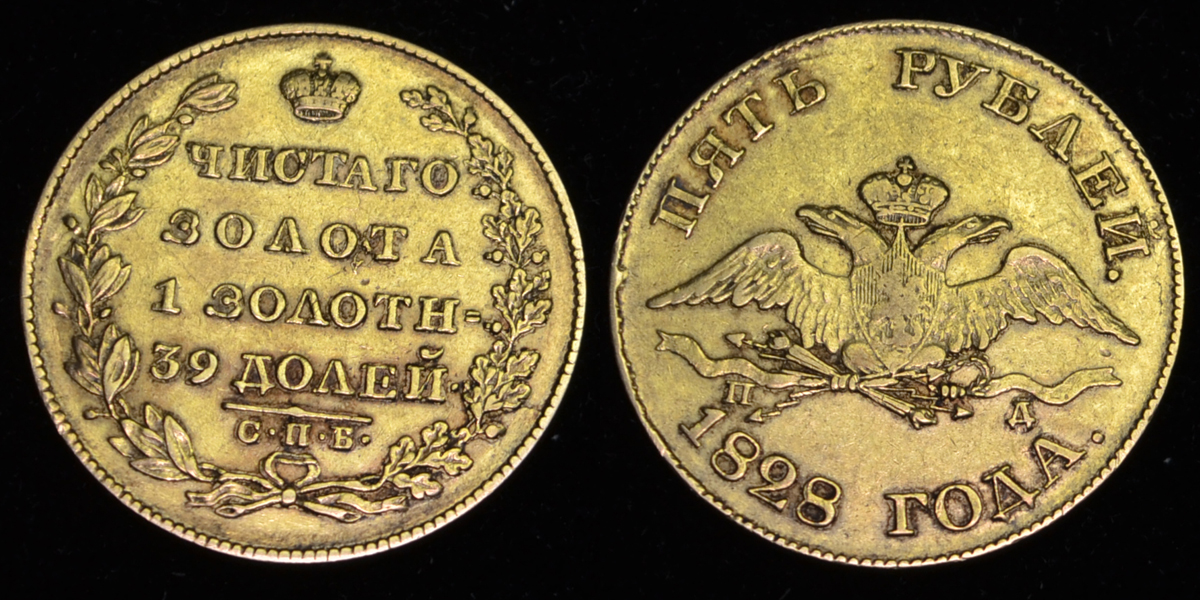 ЧИСТАГО
ЗОЛОТА
1 ЗОЛОТН=
39 ДОЛЕЙ.
С·П·Б·
ПЯТЬ РУБЛЕЙ.
П Д
1828 ГОДА.